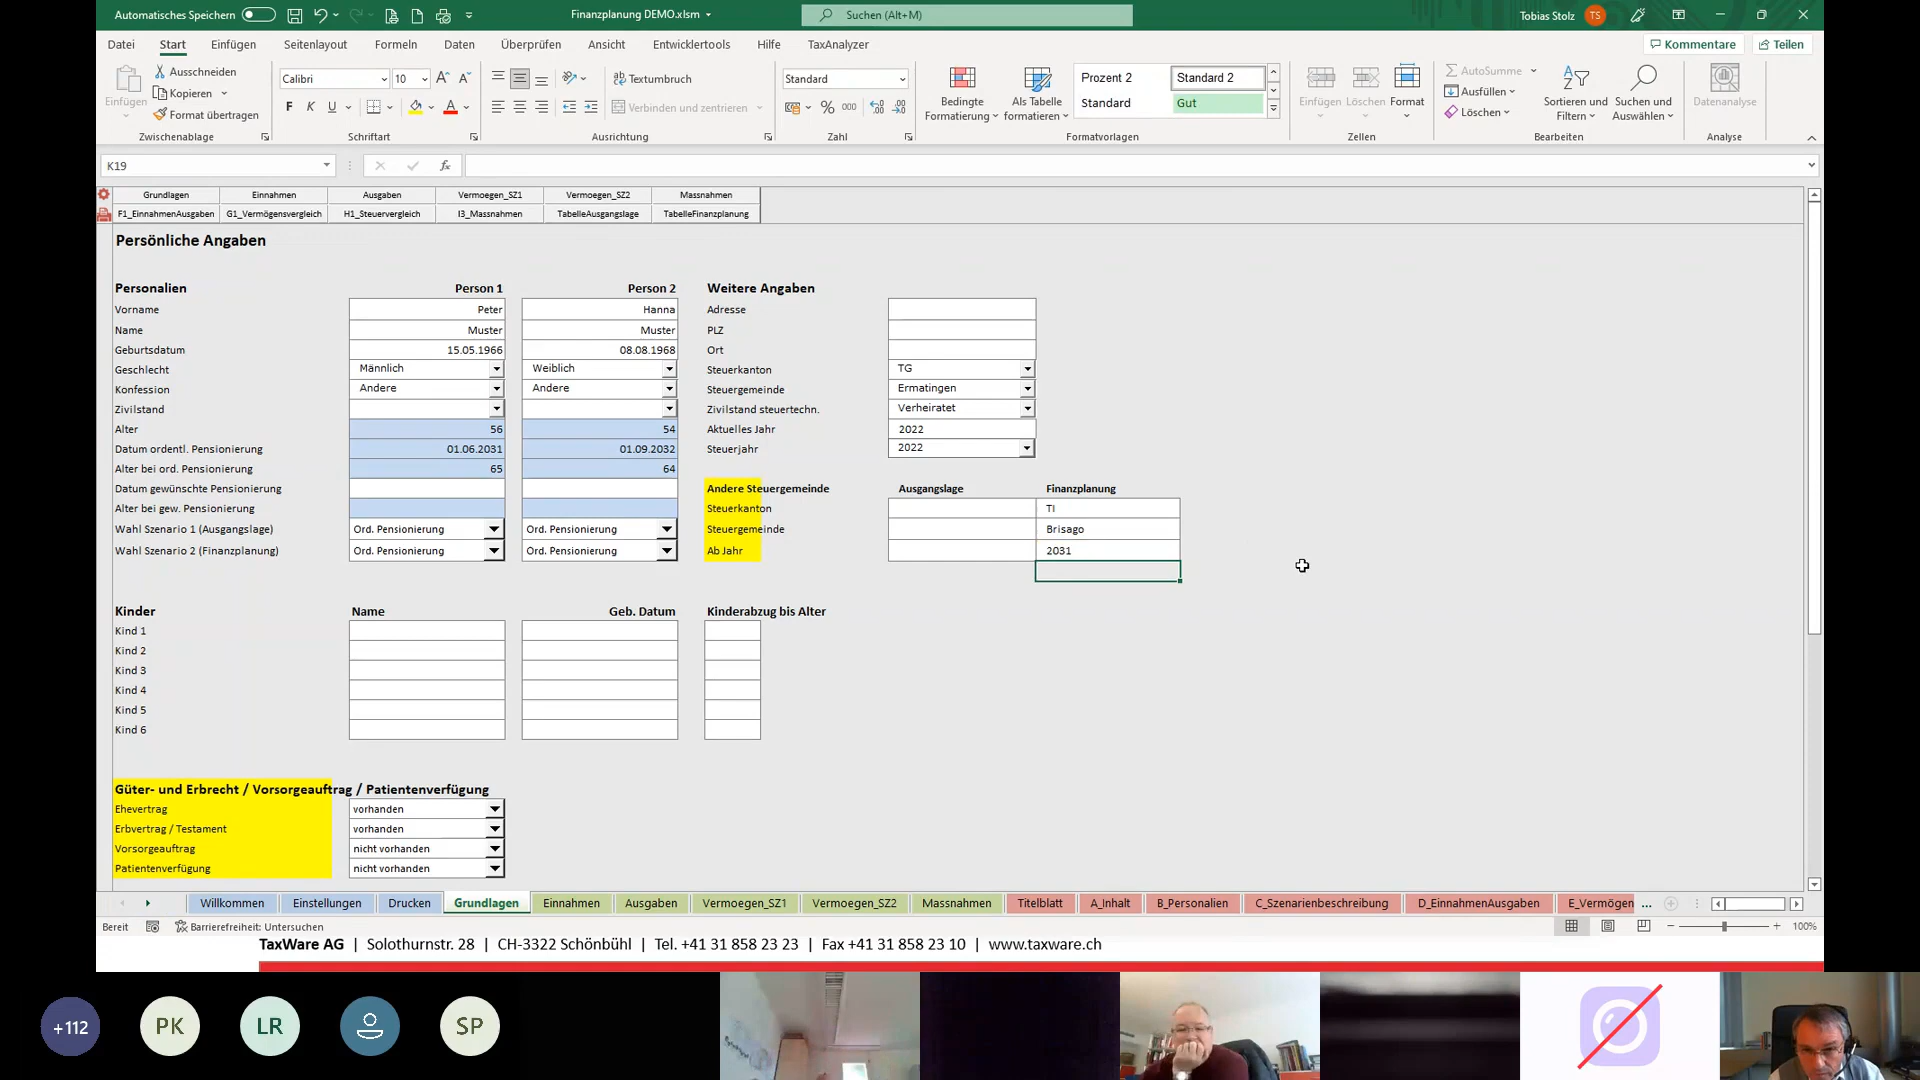 Automatisches Speichern
Finanzplanung DEMO.xlsm
Suchen (Alt+M)
Tobias Stolz
TS
Datei Start Einfügen Seitenlayout Formeln Daten Überprüfen Ansicht Entwicklertools Hilfe TaxAnalyzer
Kommentare
Teilen
Einfügen
Ausschneiden
Kopieren
Format übertragen
Zwischenablage
Calibri 10
F K U
Schriftart
Textumbruch
Verbinden und zentrieren
Ausrichtung
Standard
% 000
Zahl
Bedingte Formatierung
Als Tabelle formatieren
Prozent 2 Standard 2
Standard Gut
Formatvorlagen
Einfügen Löschen Format
Zellen
AutoSumme
Ausfüllen
Löschen
Sortieren und Filtern
Suchen und Auswählen
Bearbeiten
Datenanalyse
Analyse
K19
fx
Grundlagen Einnahmen Ausgaben Vermoegen_SZ1 Vermoegen_SZ2 Massnahmen
F1_EinnahmenAusgaben G1_Vermögensvergleich H1_Steuervergleich I3_Massnahmen TabelleAusgangslage TabelleFinanzplanung
Persönliche Angaben
Personalien Person 1 Person 2 Weitere Angaben
Vorname Peter Hanna Adresse
Name Muster Muster PLZ
Geburtsdatum 15.05.1966 08.08.1968 Ort
Geschlecht Männlich Weiblich Steuerkanton TG
Konfession Andere Andere Steuergemeinde Ermatingen
Zivilstand Zivilstand steuertechn. Verheiratet
Alter 56 54 Aktuelles Jahr 2022
Datum ordentl. Pensionierung 01.06.2031 01.09.2032 Steuerjahr 2022
Alter bei ord. Pensionierung 65 64
Datum gewünschte Pensionierung Andere Steuergemeinde Ausgangslage Finanzplanung
Alter bei gew. Pensionierung Steuerkanton TI
Wahl Szenario 1 (Ausgangslage) Ord. Pensionierung Ord. Pensionierung Steuergemeinde Brisago
Wahl Szenario 2 (Finanzplanung) Ord. Pensionierung Ord. Pensionierung Ab Jahr 2031
Kinder Name Geb. Datum Kinderabzug bis Alter
Kind 1
Kind 2
Kind 3
Kind 4
Kind 5
Kind 6
Güter- und Erbrecht / Vorsorgeauftrag / Patientenverfügung
Ehevertrag vorhanden
Erbvertrag / Testament vorhanden
Vorsorgeauftrag nicht vorhanden
Patientenverfügung nicht vorhanden
Willkommen Einstellungen Drucken Grundlagen Einnahmen Ausgaben Vermoegen_SZ1 Vermoegen_SZ2 Massnahmen Titelblatt A_Inhalt B_Personalien C_Szenarienbeschreibung D_EinnahmenAusgaben E_Vermögen ...
Bereit Barrierefreiheit: Untersuchen 100%
TaxWare AG | Solothurnstr. 28 | CH-3322 Schönbühl | Tel. +41 31 858 23 23 | Fax +41 31 858 23 10 | www.taxware.ch
+112 PK LR SP